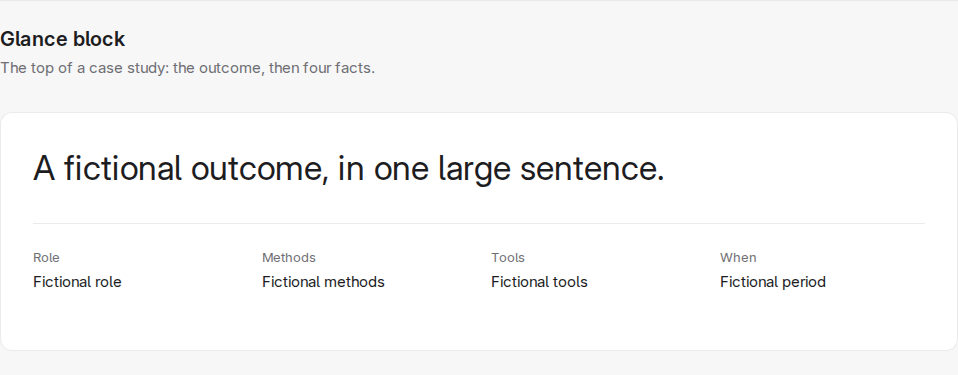 Glance block
The top of a case study: the outcome, then four facts.
A fictional outcome, in one large sentence.
Role
Fictional role
Methods
Fictional methods
Tools
Fictional tools
When
Fictional period